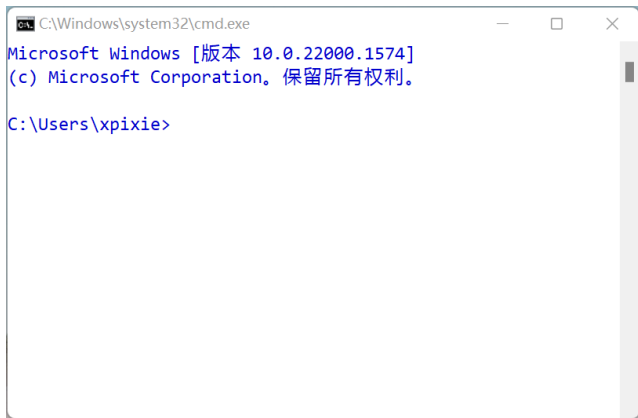 C:\Windows\system32\cmd.exe
Microsoft Windows [版本 10.0.22000.1574]
(c) Microsoft Corporation。保留所有权利。
C:\Users\xpixie>